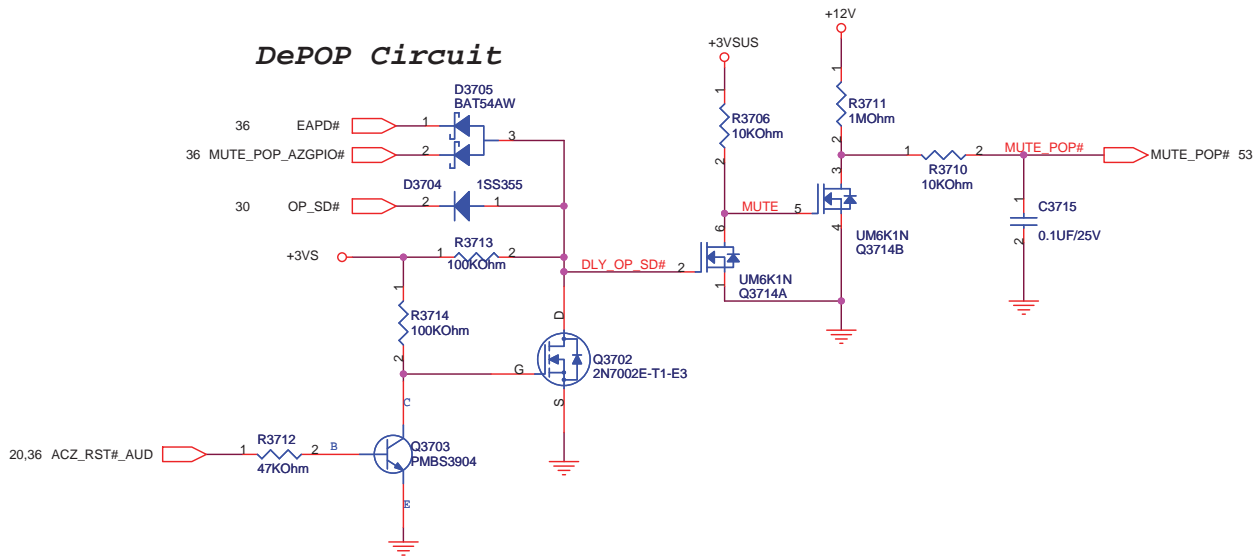 DePOP Circuit
+12V
+3VSUS
D3705
BAT54AW
36 EAPD# 1
3
36 MUTE_POP_AZGPIO# 2
D3704 1SS355
30 OP_SD# 2 1
1
R3706
10KOhm
2
1
R3711
1MOhm
2
1 2
R3710
10KOhm
MUTE_POP#
MUTE_POP# 53
MUTE 5
3
4
UM6K1N
Q3714B
1
C3715
0.1UF/25V
2
+3VS
1 R3713 2
100KOhm
DLY_OP_SD# 2
6
1
UM6K1N
Q3714A
1
R3714
100KOhm
2
D
G
S
Q3702
2N7002E-T1-E3
20,36 ACZ_RST#_AUD
1 R3712 2
47KOhm
B
C
E
Q3703
PMBS3904